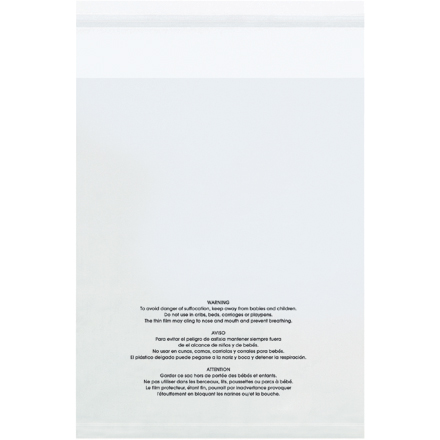 WARNING
To avoid danger of suffocation, keep away from babies and children.
Do not use in cribs, beds, carriages or playpens.
The thin film may cling to nose and mouth and prevent breathing.
AVISO
Para evitar el peligro de asfixia mantener siempre fuera
de el alcance de niños y de bebés.
No usar en cunas, camas, carriolas y corrales para bebés.
El plástico delgado puede pegarse a la nariz y boca y detener la respiración.
ATTENTION
Garder ce sac hors de portée des bébés et enfants.
Ne pas utiliser dans les berceaux, lits, poussettes ou parcs à bébé.
Le film protecteur, étant fin, pourrait par inadvertance provoquer
l'étouffement en bloquant les narines ou/et la bouche.